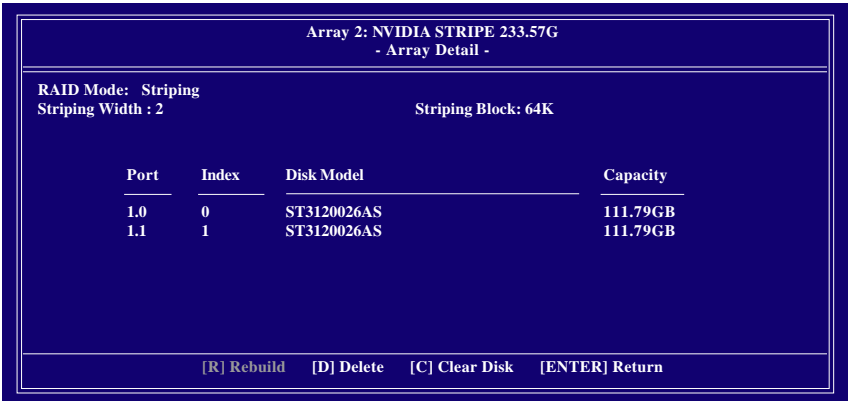 Array 2: NVIDIA STRIPE 233.57G
- Array Detail -
RAID Mode: Striping
Striping Width : 2 Striping Block: 64K
Port Index Disk Model Capacity
1.0 0 ST3120026AS 111.79GB
1.1 1 ST3120026AS 111.79GB
[R] Rebuild [D] Delete [C] Clear Disk [ENTER] Return